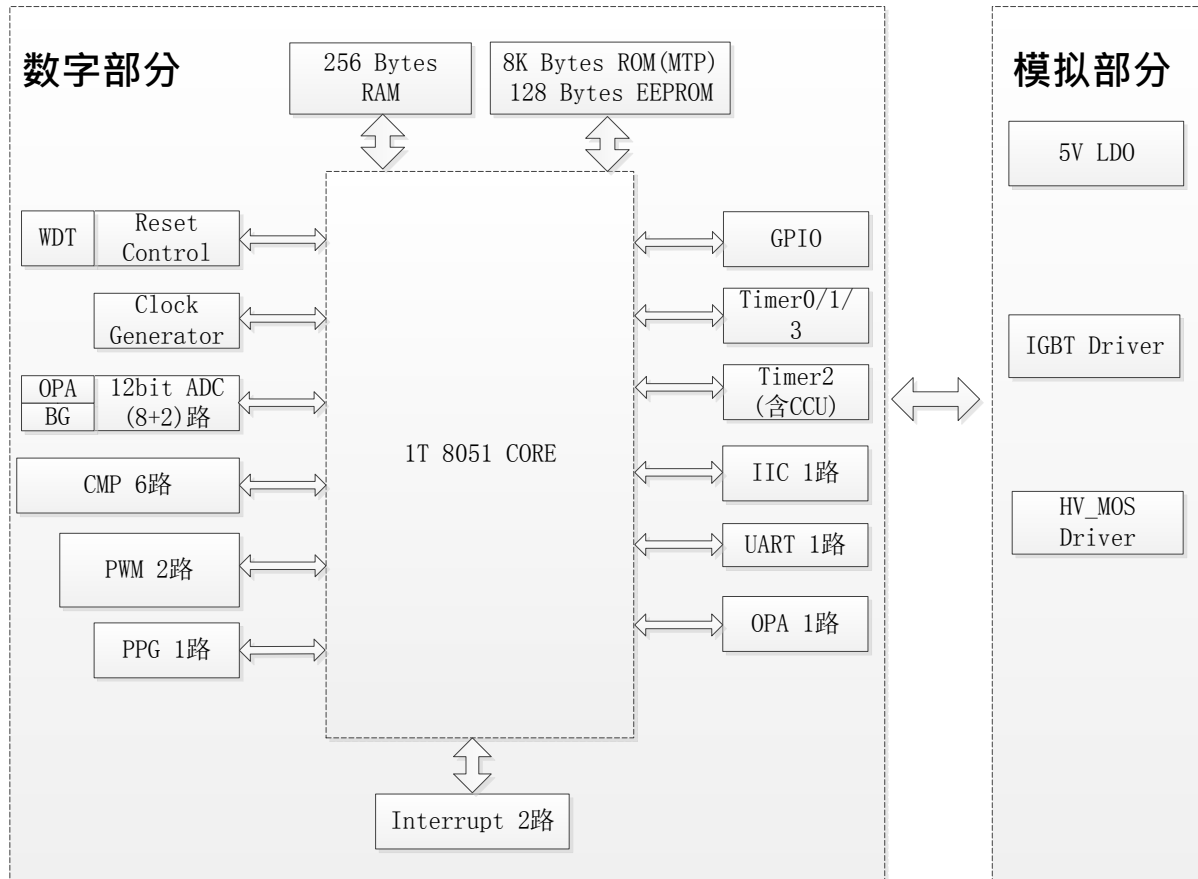 数字部分
256 Bytes
RAM
8K Bytes ROM(MTP)
128 Bytes EEPROM
WDT
Reset
Control
Clock
Generator
OPA
BG
12bit ADC
(8+2)路
CMP 6路
PWM 2路
PPG 1路
1T 8051 CORE
GPIO
Timer0/1/
3
Timer2
(含CCU)
IIC 1路
UART 1路
OPA 1路
Interrupt 2路
模拟部分
5V LDO
IGBT Driver
HV_MOS
Driver